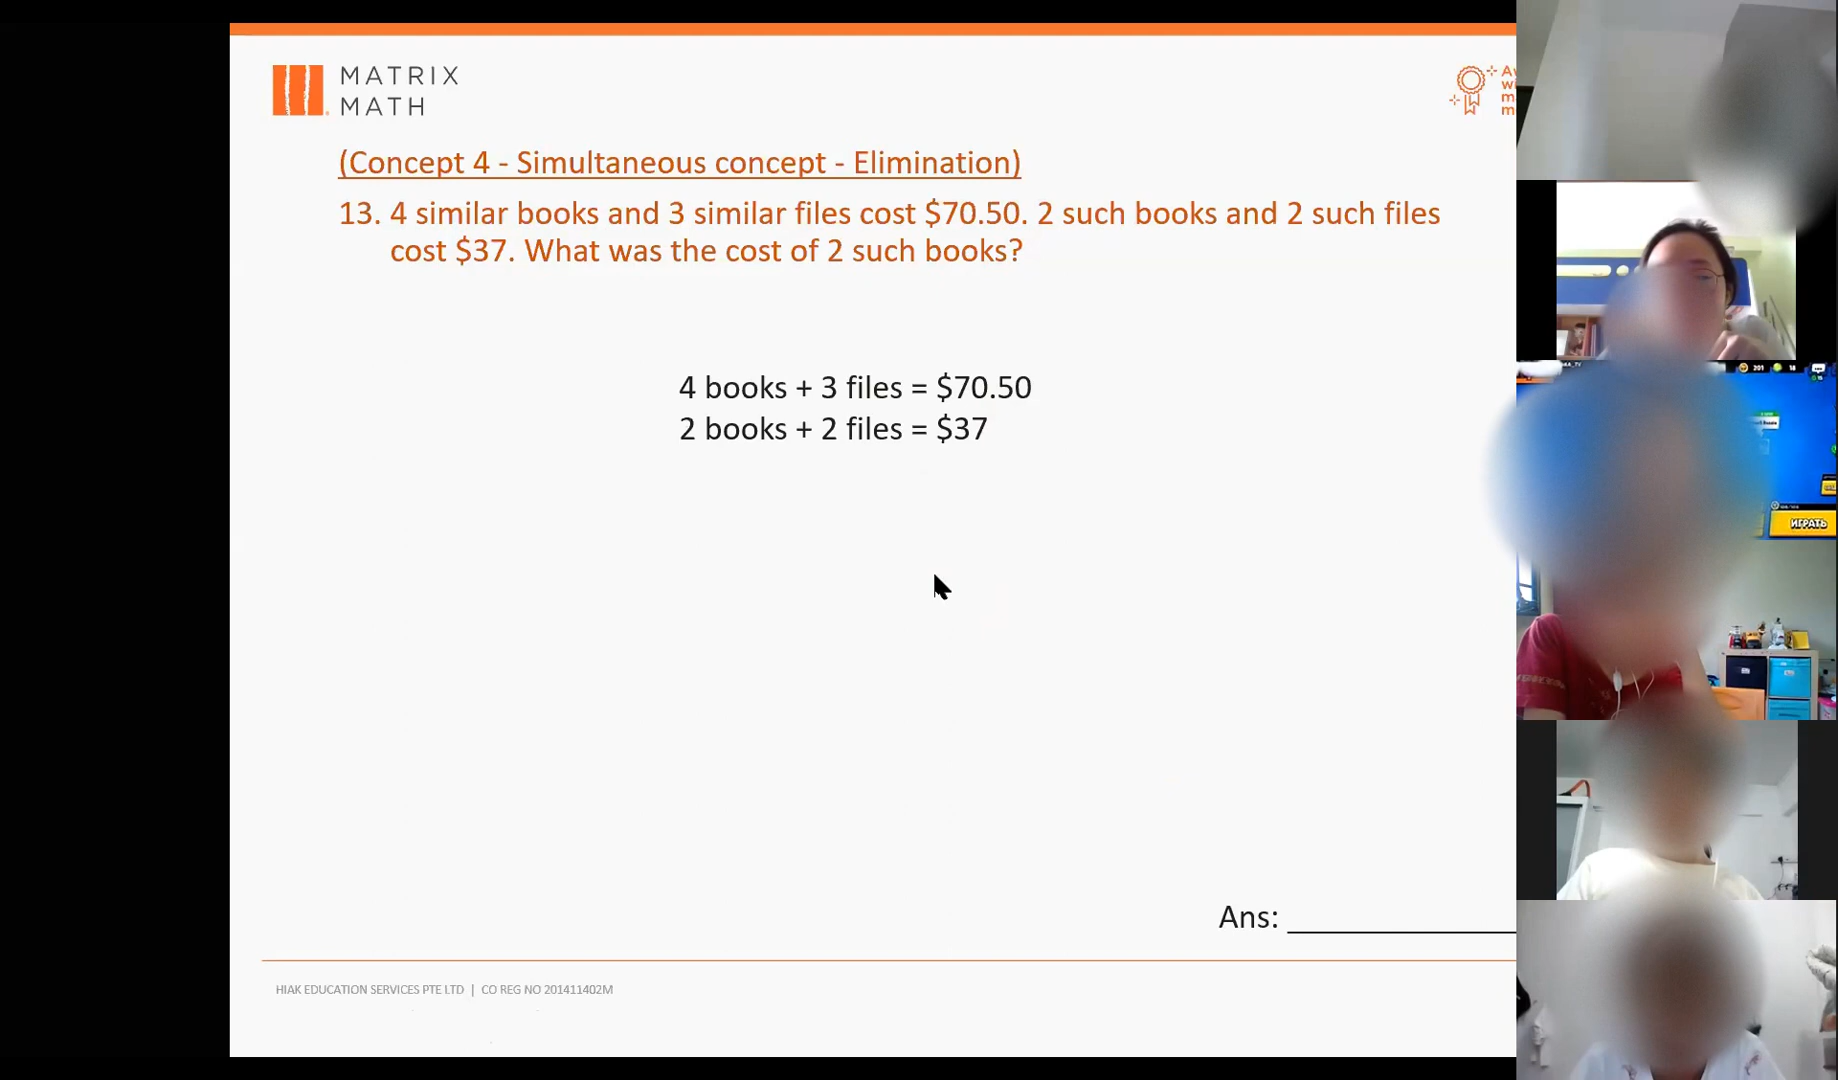 MATRIX
MATH
(Concept 4 - Simultaneous concept - Elimination)
13. 4 similar books and 3 similar files cost $70.50. 2 such books and 2 such files
cost $37. What was the cost of 2 such books?
4 books + 3 files = $70.50
2 books + 2 files = $37
Ans: ______________
HIAK EDUCATION SERVICES PTE LTD | CO REG NO 201411402M
201
18
ИГРАТЬ